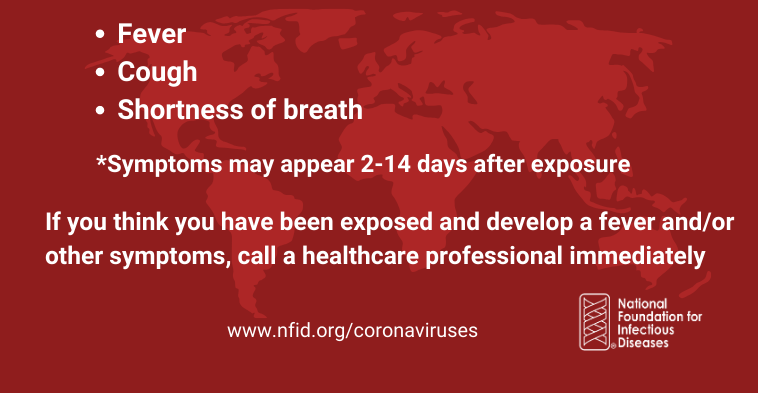 • Fever
• Cough
• Shortness of breath
*Symptoms may appear 2-14 days after exposure
If you think you have been exposed and develop a fever and/or
other symptoms, call a healthcare professional immediately
www.nfid.org/coronaviruses
National
Foundation for
Infectious
®Diseases